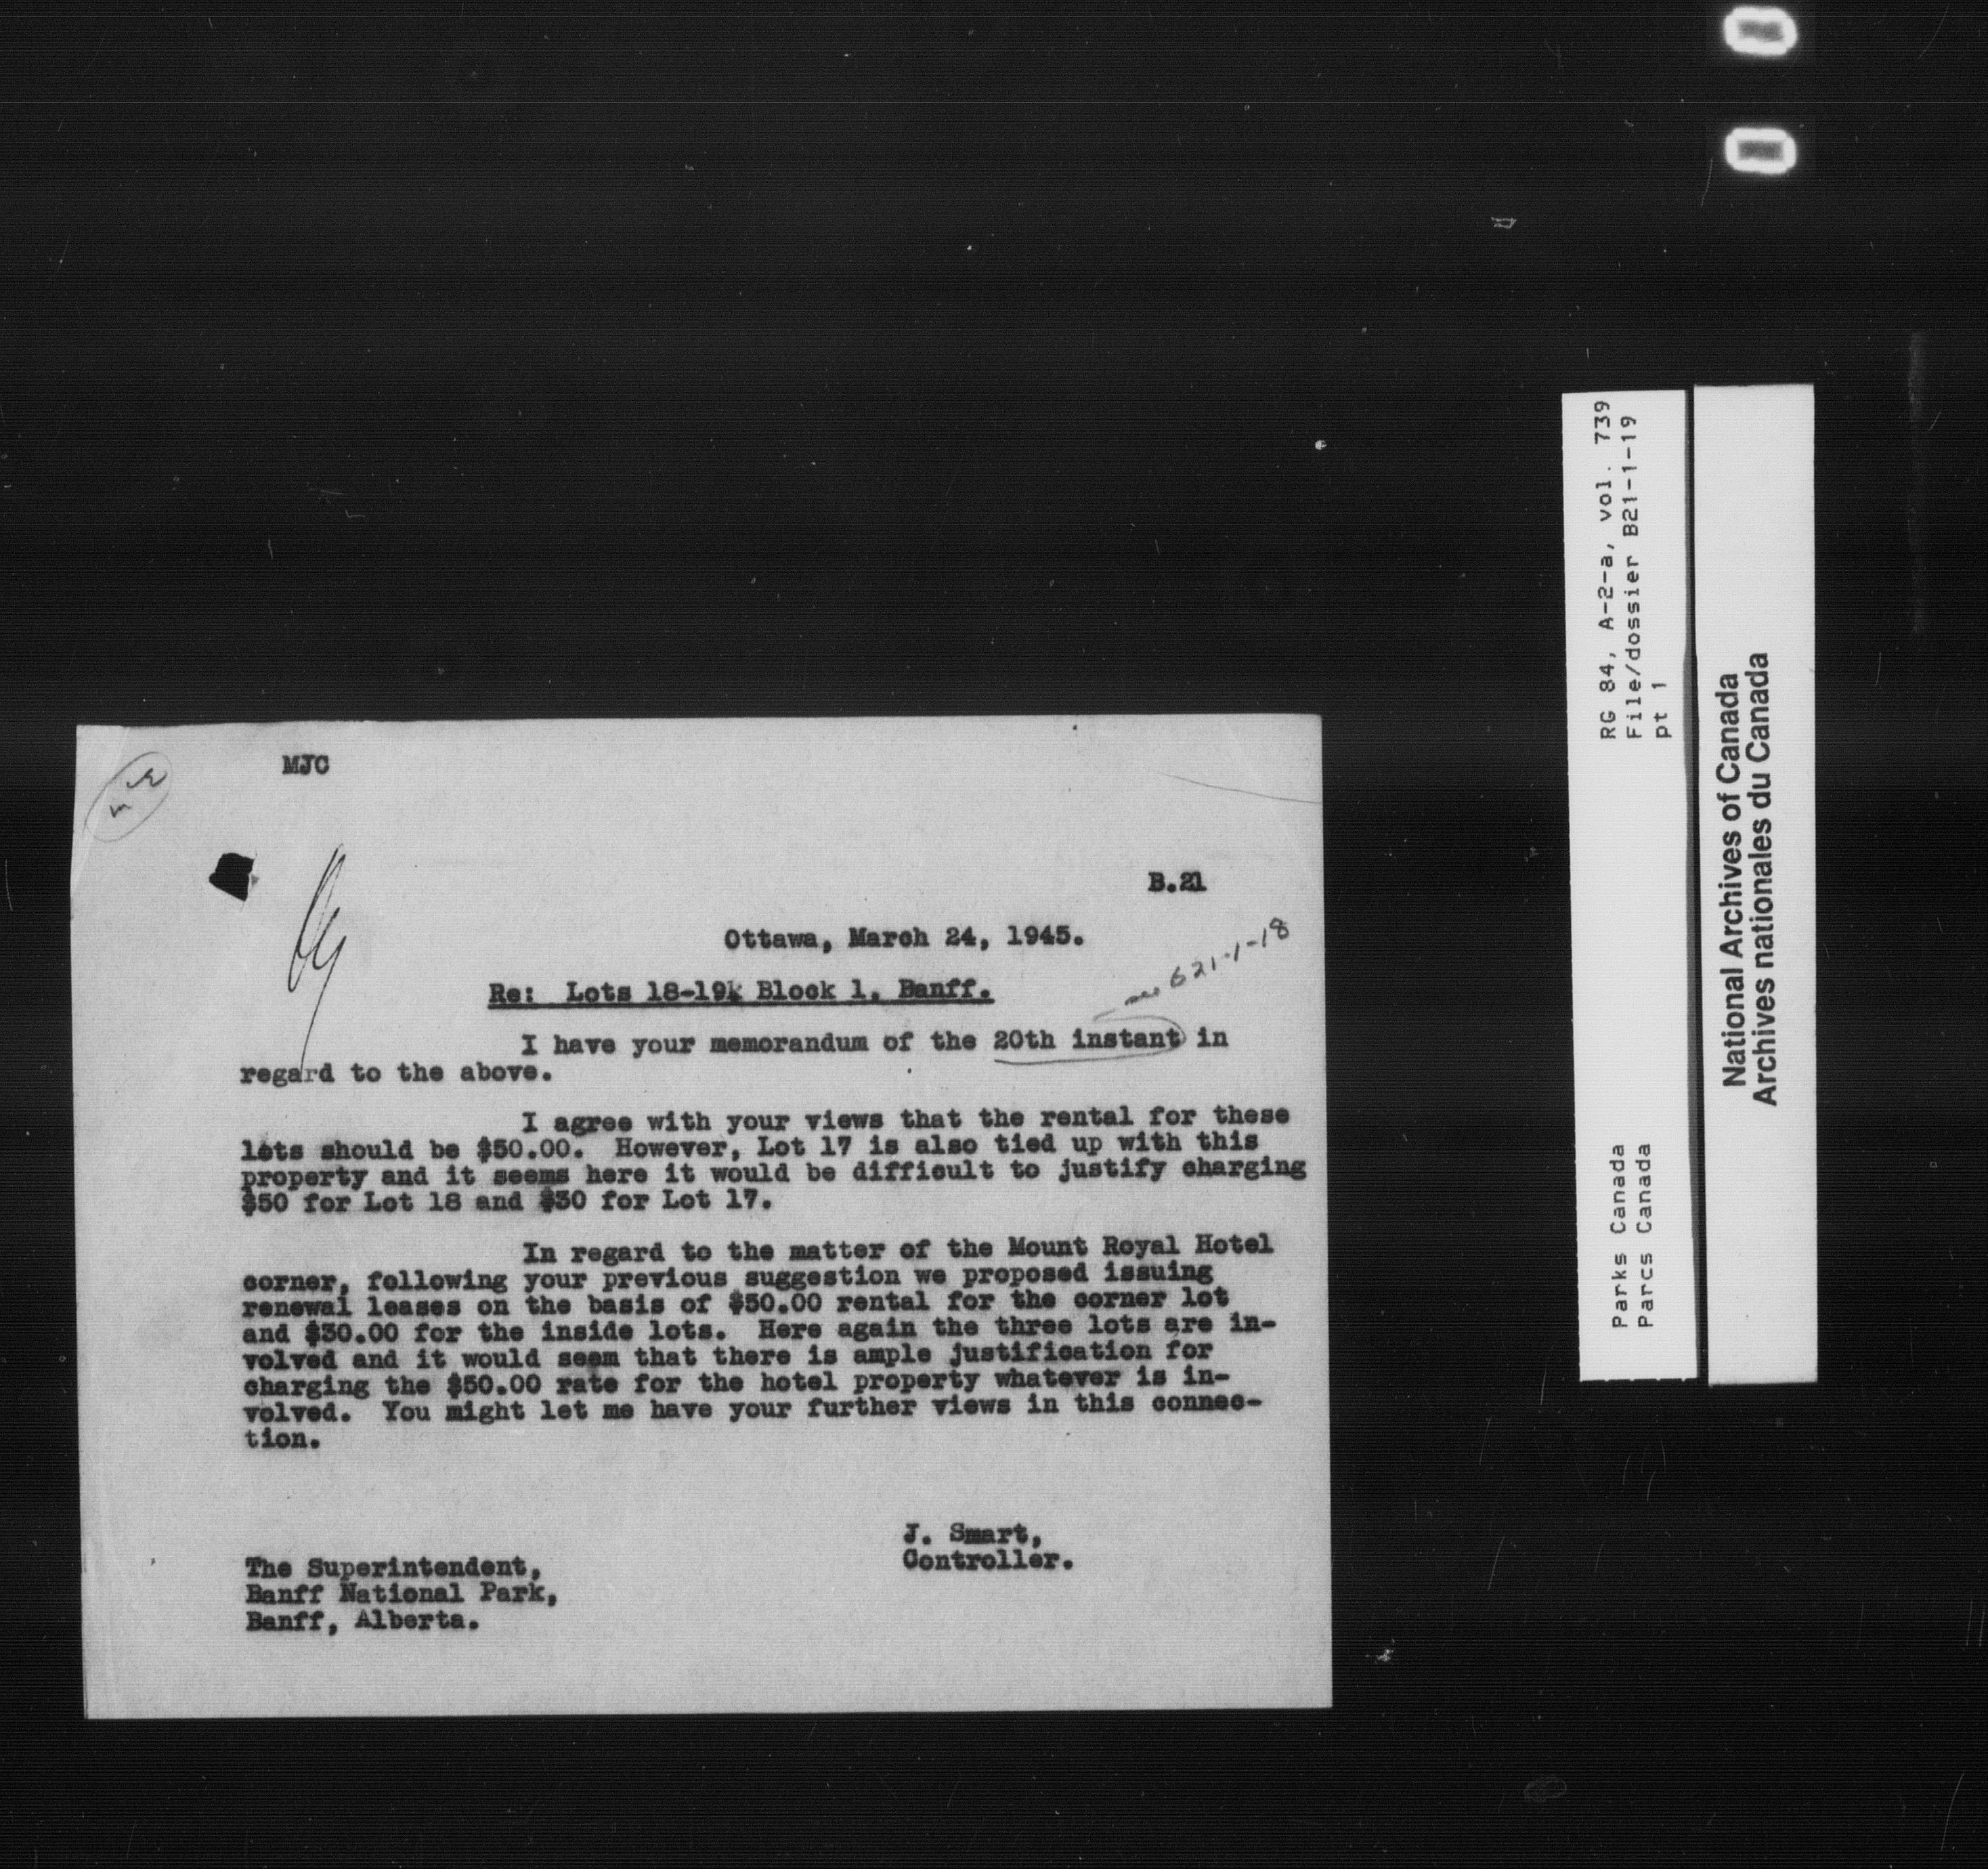 MJC
B.21
Ottawa, March 24, 1945.
see B21-1-18
Re: Lots 18-19, Block 1, Banff.
I have your memorandum of the 20th instant in
regard to the above.
I agree with your views that the rental for these
lots should be $50.00. However, Lot 17 is also tied up with this
property and it seems here it would be difficult to justify charging
$50 for Lot 18 and $30 for Lot 17.
In regard to the matter of the Mount Royal Hotel
corner, following your previous suggestion we proposed issuing
renewal leases on the basis of $50.00 rental for the corner lot
and $30.00 for the inside lots. Here again the three lots are in-
volved and it would seem that there is ample justification for
charging the $50.00 rate for the hotel property whatever is in-
volved. You might let me have your further views in this connec-
tion.
J. Smart,
Controller.
The Superintendent,
Banff National Park,
Banff, Alberta.
RG 84, A-2-a, vol. 739
File/dossier B21-1-19
pt 1
Parks Canada
Parcs Canada
National Archives of Canada
Archives nationales du Canada